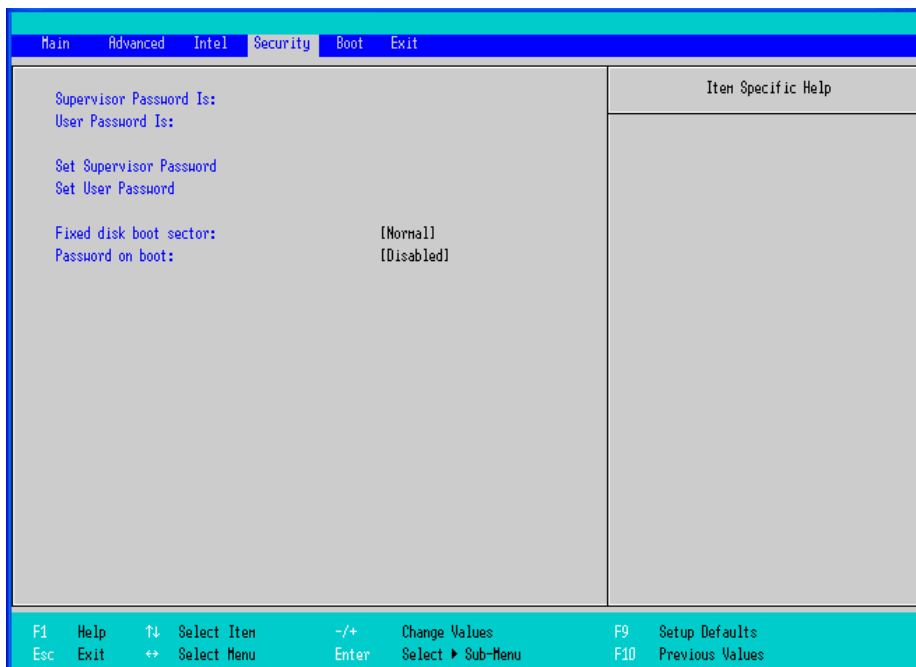 Main Advanced Intel Security Boot Exit
Item Specific Help
Supervisor Password Is:
User Password Is:
Set Supervisor Password
Set User Password
Fixed disk boot sector: [Normal]
Password on boot: [Disabled]
F1 Help ↑↓ Select Item -/+ Change Values F9 Setup Defaults
Esc Exit ↔ Select Menu Enter Select ▶ Sub-Menu F10 Previous Values